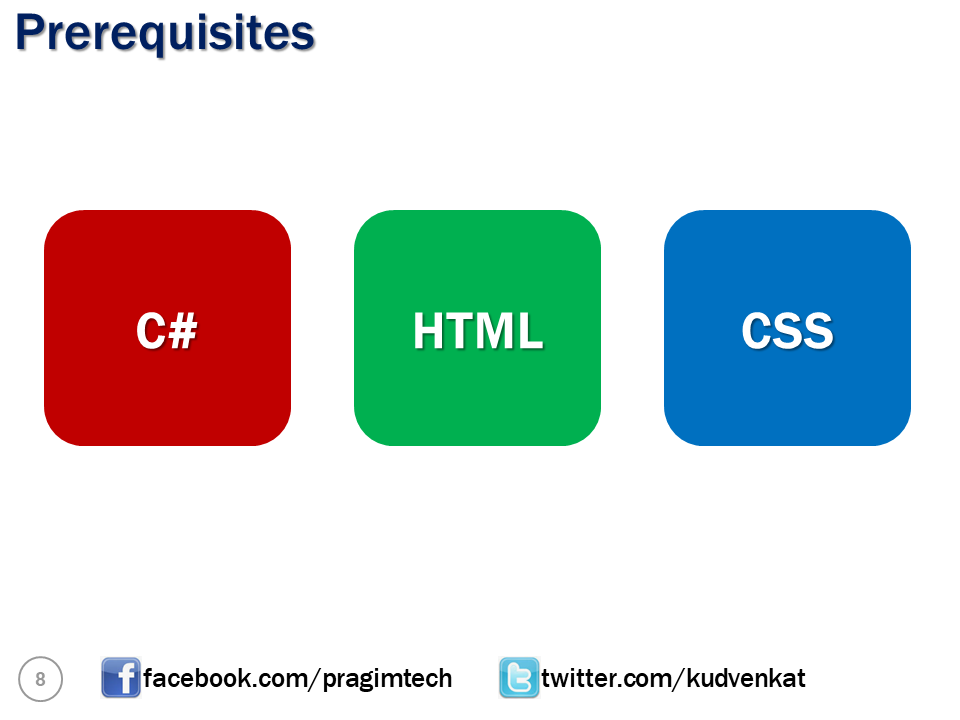 Prerequisites
C# HTML CSS
8 facebook.com/pragimtech twitter.com/kudvenkat